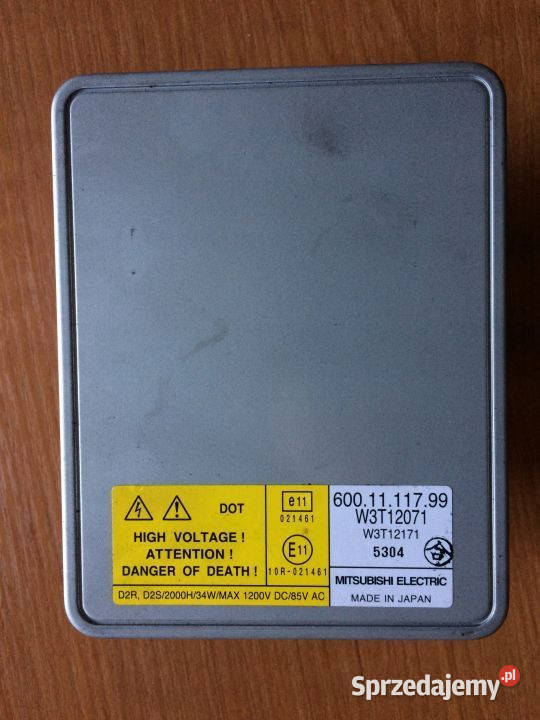 DOT
HIGH VOLTAGE !
ATTENTION !
DANGER OF DEATH !
D2R, D2S/2000H/34W/MAX 1200V DC/85V AC
e11
021461
E11
10R-021461
600.11.117.99
W3T12071
W3T12171
5304
合
MITSUBISHI ELECTRIC
MADE IN JAPAN
Sprzedajemy.pl